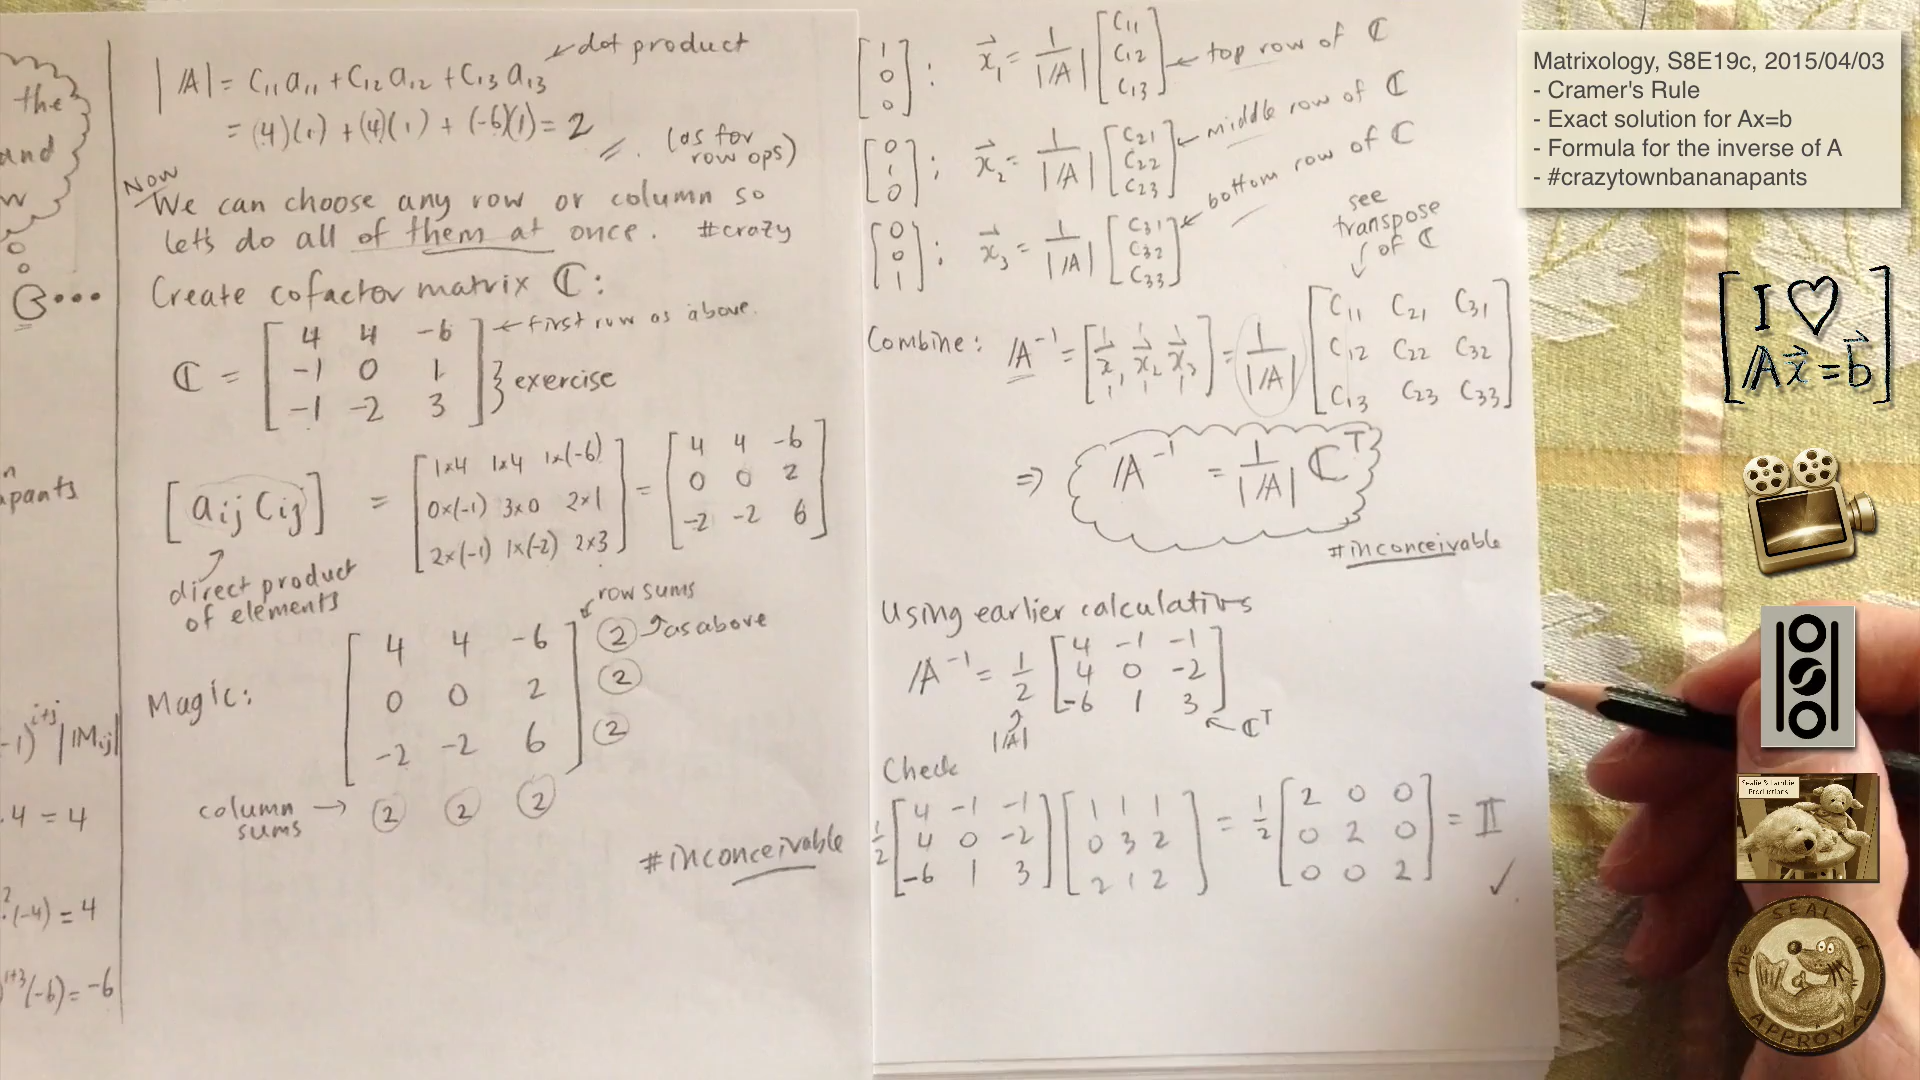 the
and
w
n
apants
-1)^{i+j} |Mij|
.4 = 4
2
.(-4) = 4
1+3
(-6) = -6
|A| = C11 a11 + C12 a12 + C13 a13 ← dot product
= (4)(1) + (4)(1) + (-6)(1) = 2 (as for row ops)
Now
We can choose any row or column so
let's do all of them at once. #crazy
Create cofactor matrix ℂ:
ℂ = [ 4 4 -6 ← first row as above.
-1 0 1
-1 -2 3 ] } exercise
[aij Cij] = [ 1×4 1×4 1×(-6)
0×(-1) 3×0 2×1
2×(-1) 1×(-2) 2×3 ] = [ 4 4 -6
0 0 2
-2 -2 6 ]
direct product
of elements
row sums
Magic: [ 4 4 -6 ② as above
0 0 2 ②
-2 -2 6 ] ②
column sums → ② ② ②
#inconceivable
[ 1 0 0 ] : x1 = 1/|A| [ C11 C12 C13 ] ← top row of ℂ
[ 0 1 0 ] ; x2 = 1/|A| [ C21 C22 C23 ] ← middle row of ℂ
[ 0 0 1 ] : x3 = 1/|A| [ C31 C32 C33 ] ← bottom row of ℂ
see
transpose
of ℂ
Combine: A^-1 = [ x1 x2 x3 ] = 1/|A| [ C11 C21 C31
C12 C22 C32
C13 C23 C33 ]
⇒ A^-1 = 1/|A| ℂ^T
#inconceivable
Using earlier calculations
A^-1 = 1/2 [ 4 -1 -1
4 0 -2
-6 1 3 ] ← ℂ^T
|A|
Check
1/2 [ 4 -1 -1
4 0 -2
-6 1 3 ] [ 1 1 1
0 3 2
2 1 2 ] = 1/2 [ 2 0 0
0 2 0
0 0 2 ] = 𝕀 ✓
Matrixology, S8E19c, 2015/04/03
- Cramer's Rule
- Exact solution for Ax=b
- Formula for the inverse of A
- #crazytownbananapants
I ♡
Ax = b
Sealie & Lambie
Productions
the SEAL of APPROVAL